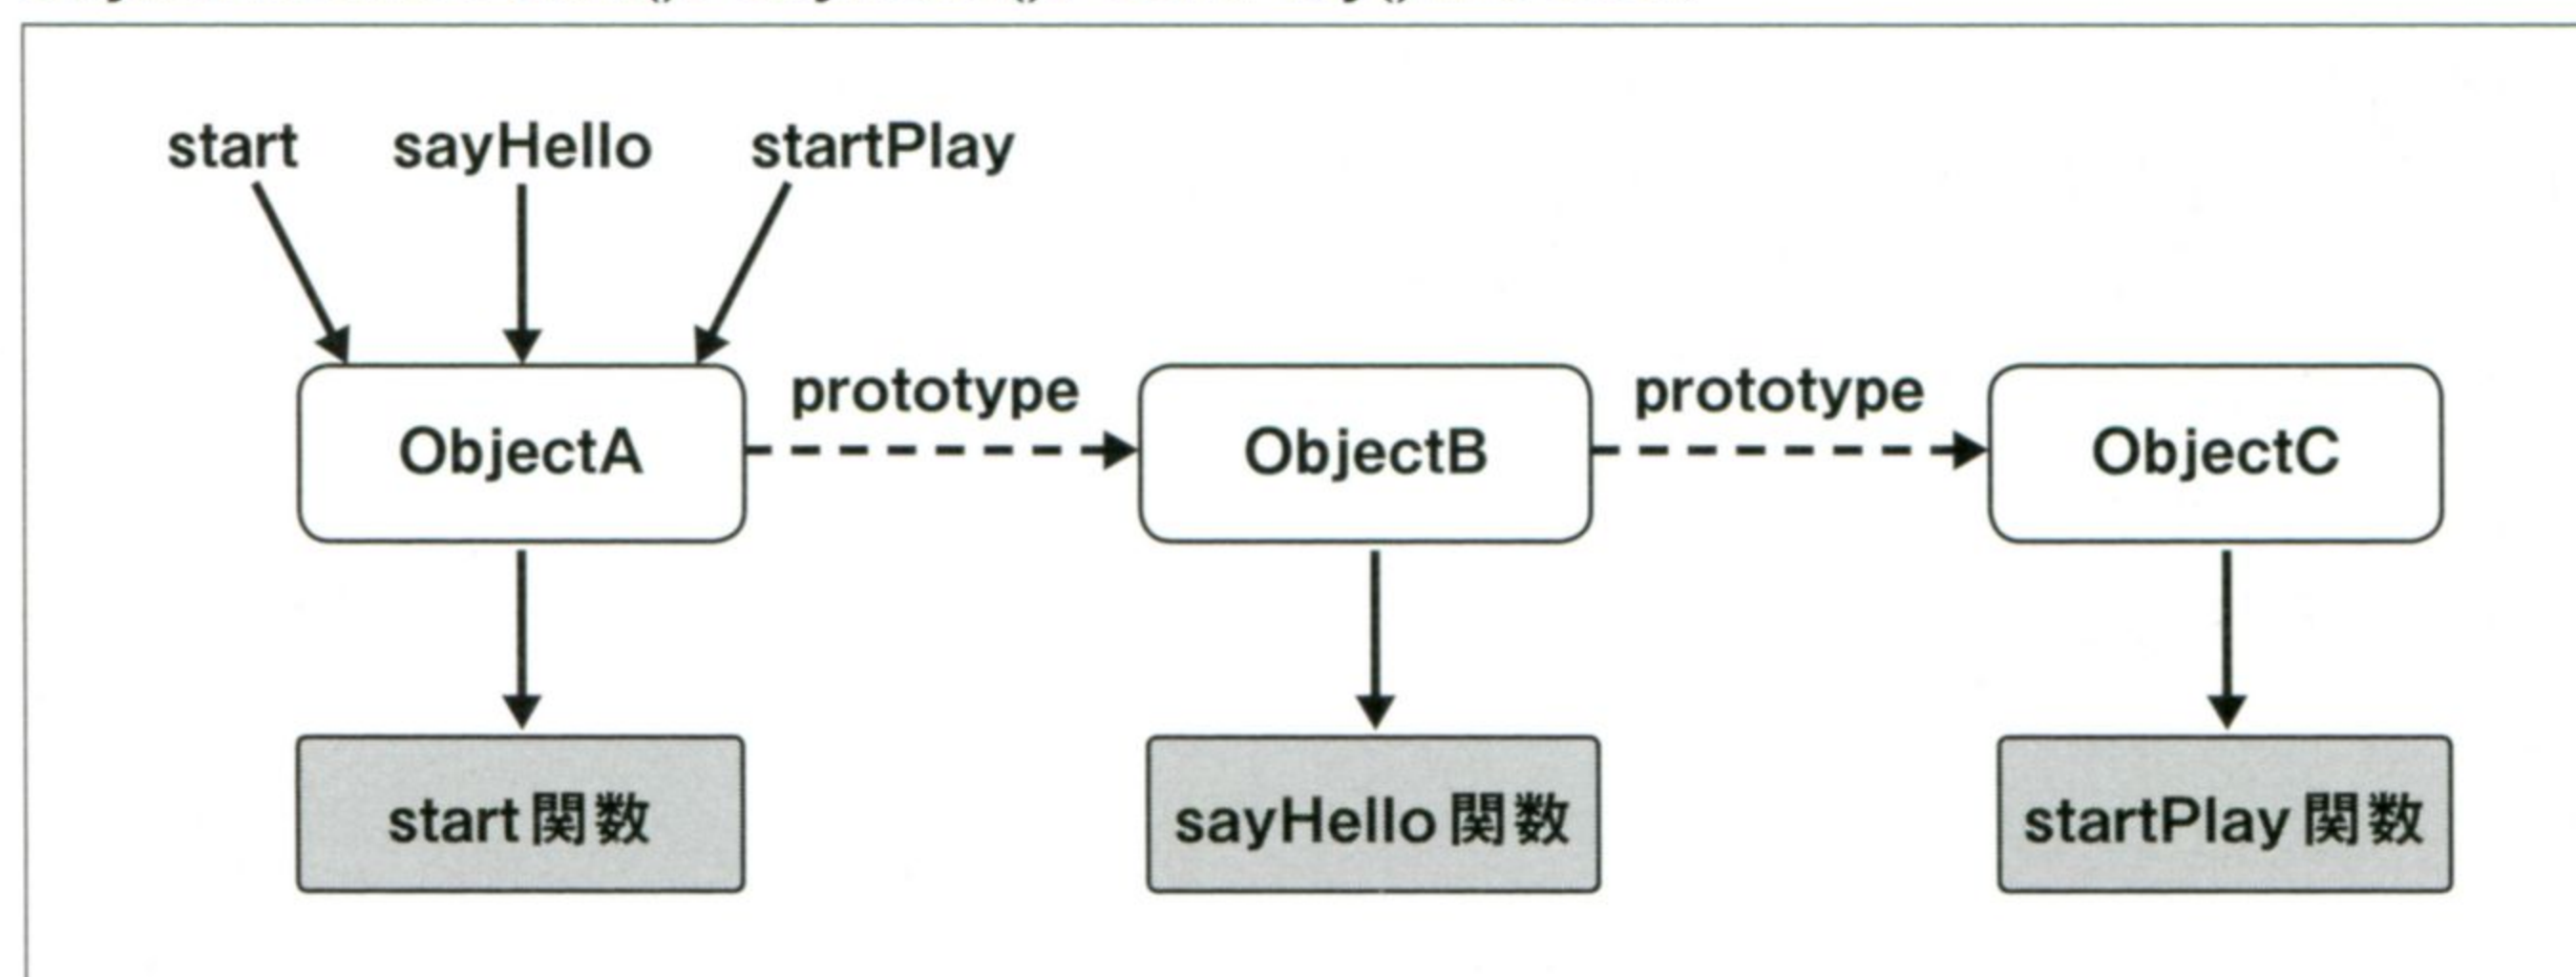 start sayHello startPlay
prototype prototype
ObjectA ObjectB ObjectC
start関数 sayHello関数 startPlay関数